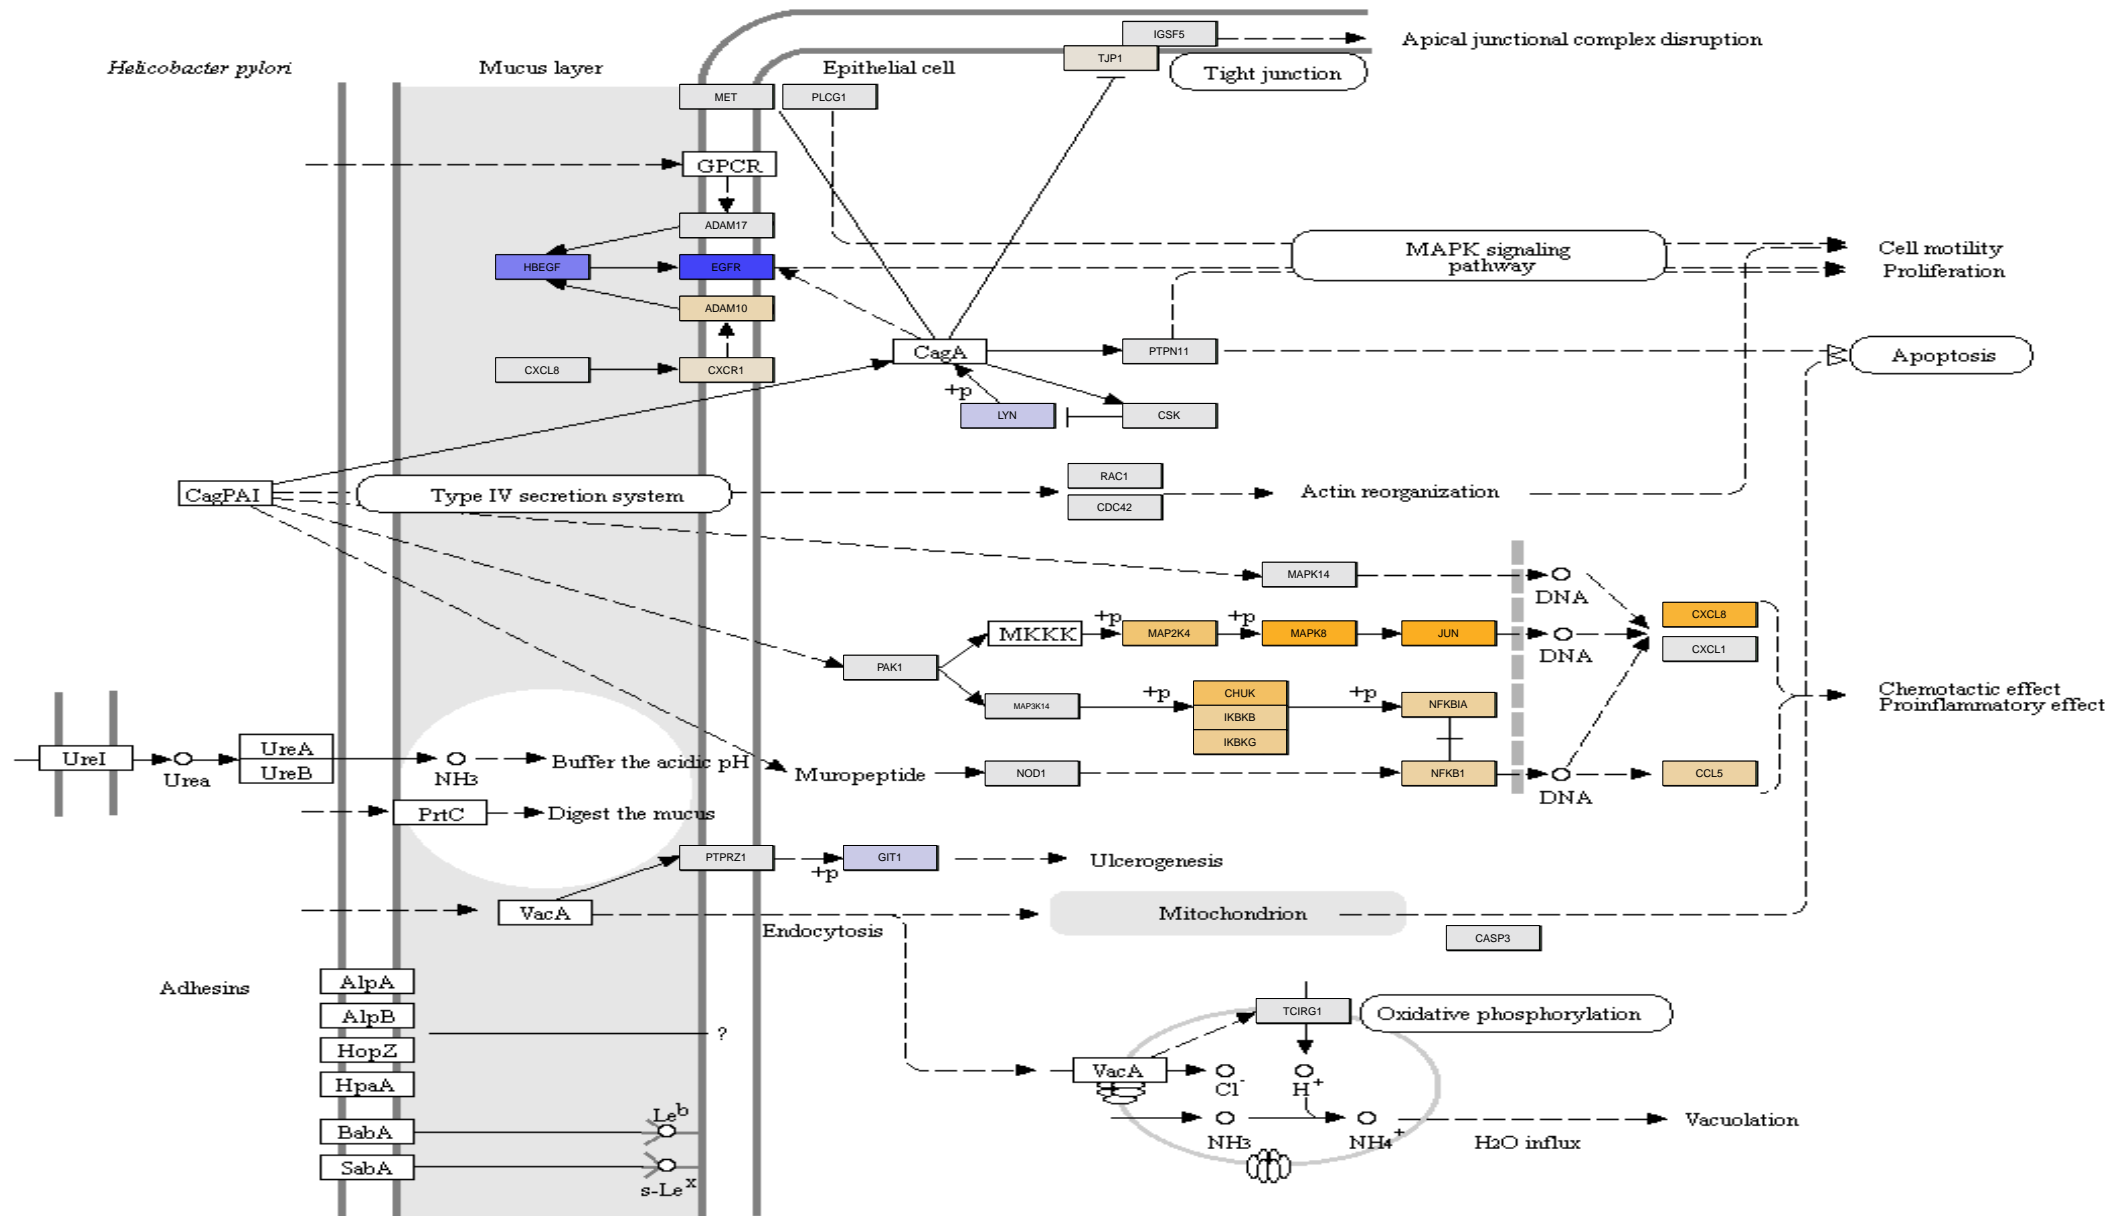 IGSF5
Apical junctional complex disruption
TJP1
Helicobacter pylori
Mucus layer
Epithelial cell
Tight junction
MET
PLCG1
GPCR
ADAM17
MAPK signaling
pathway
Cell motility
Proliferation
HBEGF
EGFR
ADAM10
CagA
PTPN11
Apoptosis
CXCL8
CXCR1
+p
LYN
CSK
RAC1
CagPAI
Type IV secretion system
Actin reorganization
CDC42
MAPK14
DNA
CXCL8
+p
+p
MKKK
MAP2K4
MAPK8
JUN
DNA
CXCL1
PAK1
+p
+p
CHUK
MAP3K14
NFKBIA
IKBKB
IKBKG
Chemotactic effect
Proinflammatory effect
UreI
Urea
UreA
UreB
NH3
Buffer the acidic pH
Muropeptide
NOD1
NFKB1
DNA
CCL5
PrtC
Digest the mucus
PTPRZ1
+p
GIT1
Ulcerogenesis
VacA
Endocytosis
Mitochondrion
CASP3
Adhesins
AlpA
AlpB
HopZ
HpaA
BabA
SabA
?
Leb
s-Lex
TCIRG1
Oxidative phosphorylation
VacA
Cl-
H+
NH3
NH4+
H2O influx
Vacuolation